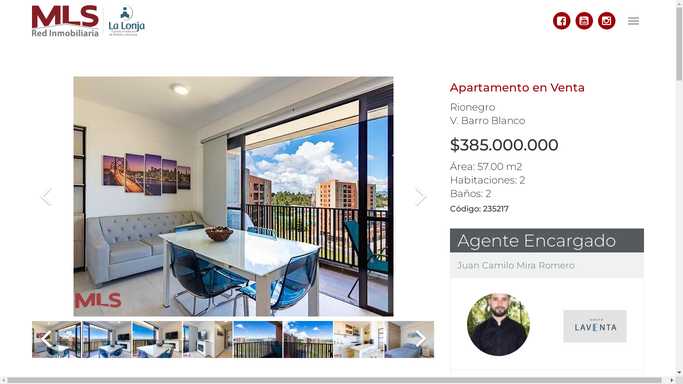 MLS
Red Inmobiliaria
La Lonja
Apartamento en Venta
Rionegro
V. Barro Blanco
$385.000.000
Área: 57.00 m2
Habitaciones: 2
Baños: 2
Código: 235217
MLS
Agente Encargado
Juan Camilo Mira Romero
LAVENTA